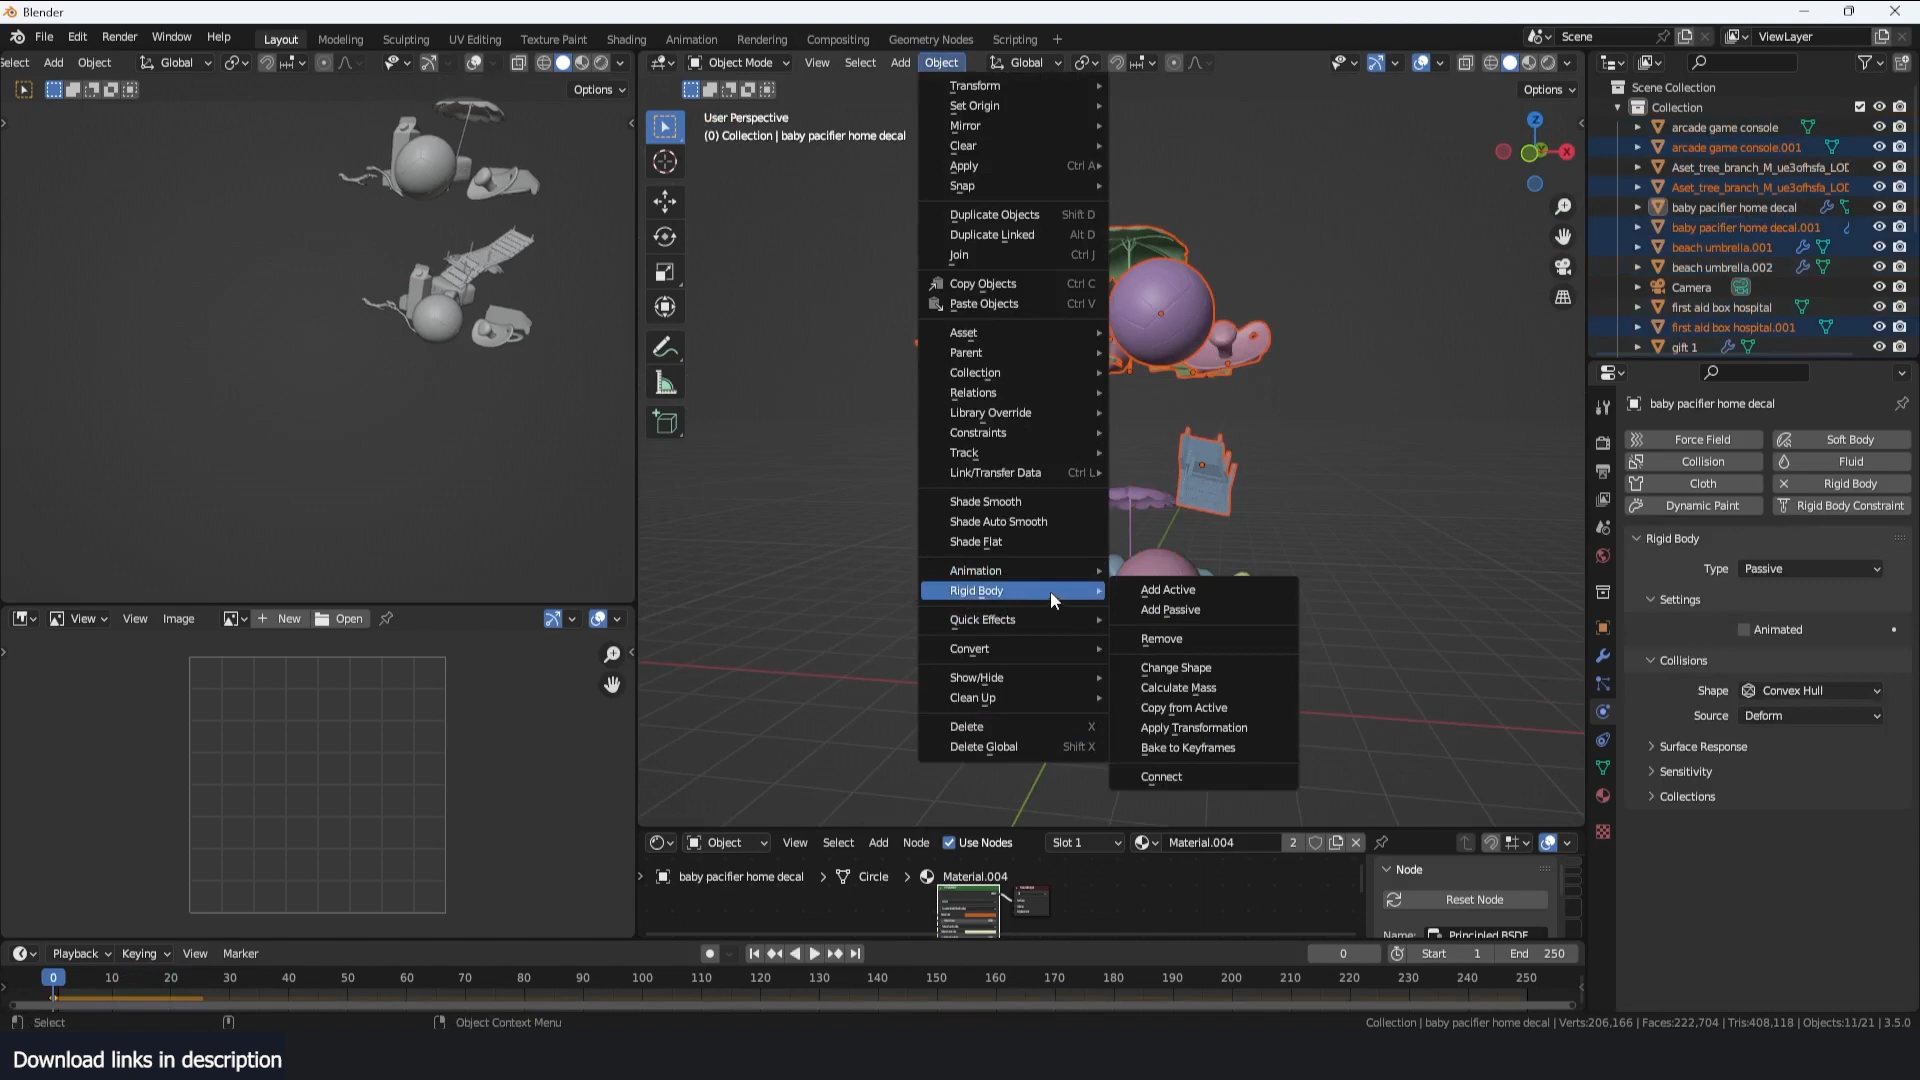 Blender
File Edit Render Window Help Layout Modeling Sculpting UV Editing Texture Paint Shading Animation Rendering Compositing Geometry Nodes Scripting + Scene ViewLayer
elect Add Object Global Object Mode View Select Add Object Global
Options Options
User Perspective
(0) Collection | baby pacifier home decal
Transform
Set Origin
Mirror
Clear
Apply Ctrl A
Snap
Duplicate Objects Shift D
Duplicate Linked Alt D
Join Ctrl J
Copy Objects Ctrl C
Paste Objects Ctrl V
Asset
Parent
Collection
Relations
Library Override
Constraints
Track
Link/Transfer Data Ctrl L
Shade Smooth
Shade Auto Smooth
Shade Flat
Animation
Rigid Body
Quick Effects
Convert
Show/Hide
Clean Up
Delete X
Delete Global Shift X
Add Active
Add Passive
Remove
Change Shape
Calculate Mass
Copy from Active
Apply Transformation
Bake to Keyframes
Connect
Z
X
Scene Collection
Collection
arcade game console
arcade game console.001
Aset_tree_branch_M_ue3ofhsfa_LOD
Aset_tree_branch_M_ue3ofhsfa_LOD
baby pacifier home decal
baby pacifier home decal.001
beach umbrella.001
beach umbrella.002
Camera
first aid box hospital
first aid box hospital.001
gift 1
baby pacifier home decal
Force Field Soft Body
Collision Fluid
Cloth Rigid Body
Dynamic Paint Rigid Body Constraint
Rigid Body
Type Passive
Settings
Animated
Collisions
Shape Convex Hull
Source Deform
Surface Response
Sensitivity
Collections
View View Image + New Open
Object View Select Add Node Use Nodes Slot 1 Material.004 2
baby pacifier home decal > Circle > Material.004
Node
Reset Node
Name: Principled BSDF
Playback Keying View Marker 0 Start 1 End 250
0 10 20 30 40 50 60 70 80 90 100 110 120 130 140 150 160 170 180 190 200 210 220 230 240 250
Select Object Context Menu Collection | baby pacifier home decal | Verts:206,166 | Faces:222,704 | Tris:408,118 | Objects:11/21 | 3.5.0
Download links in description